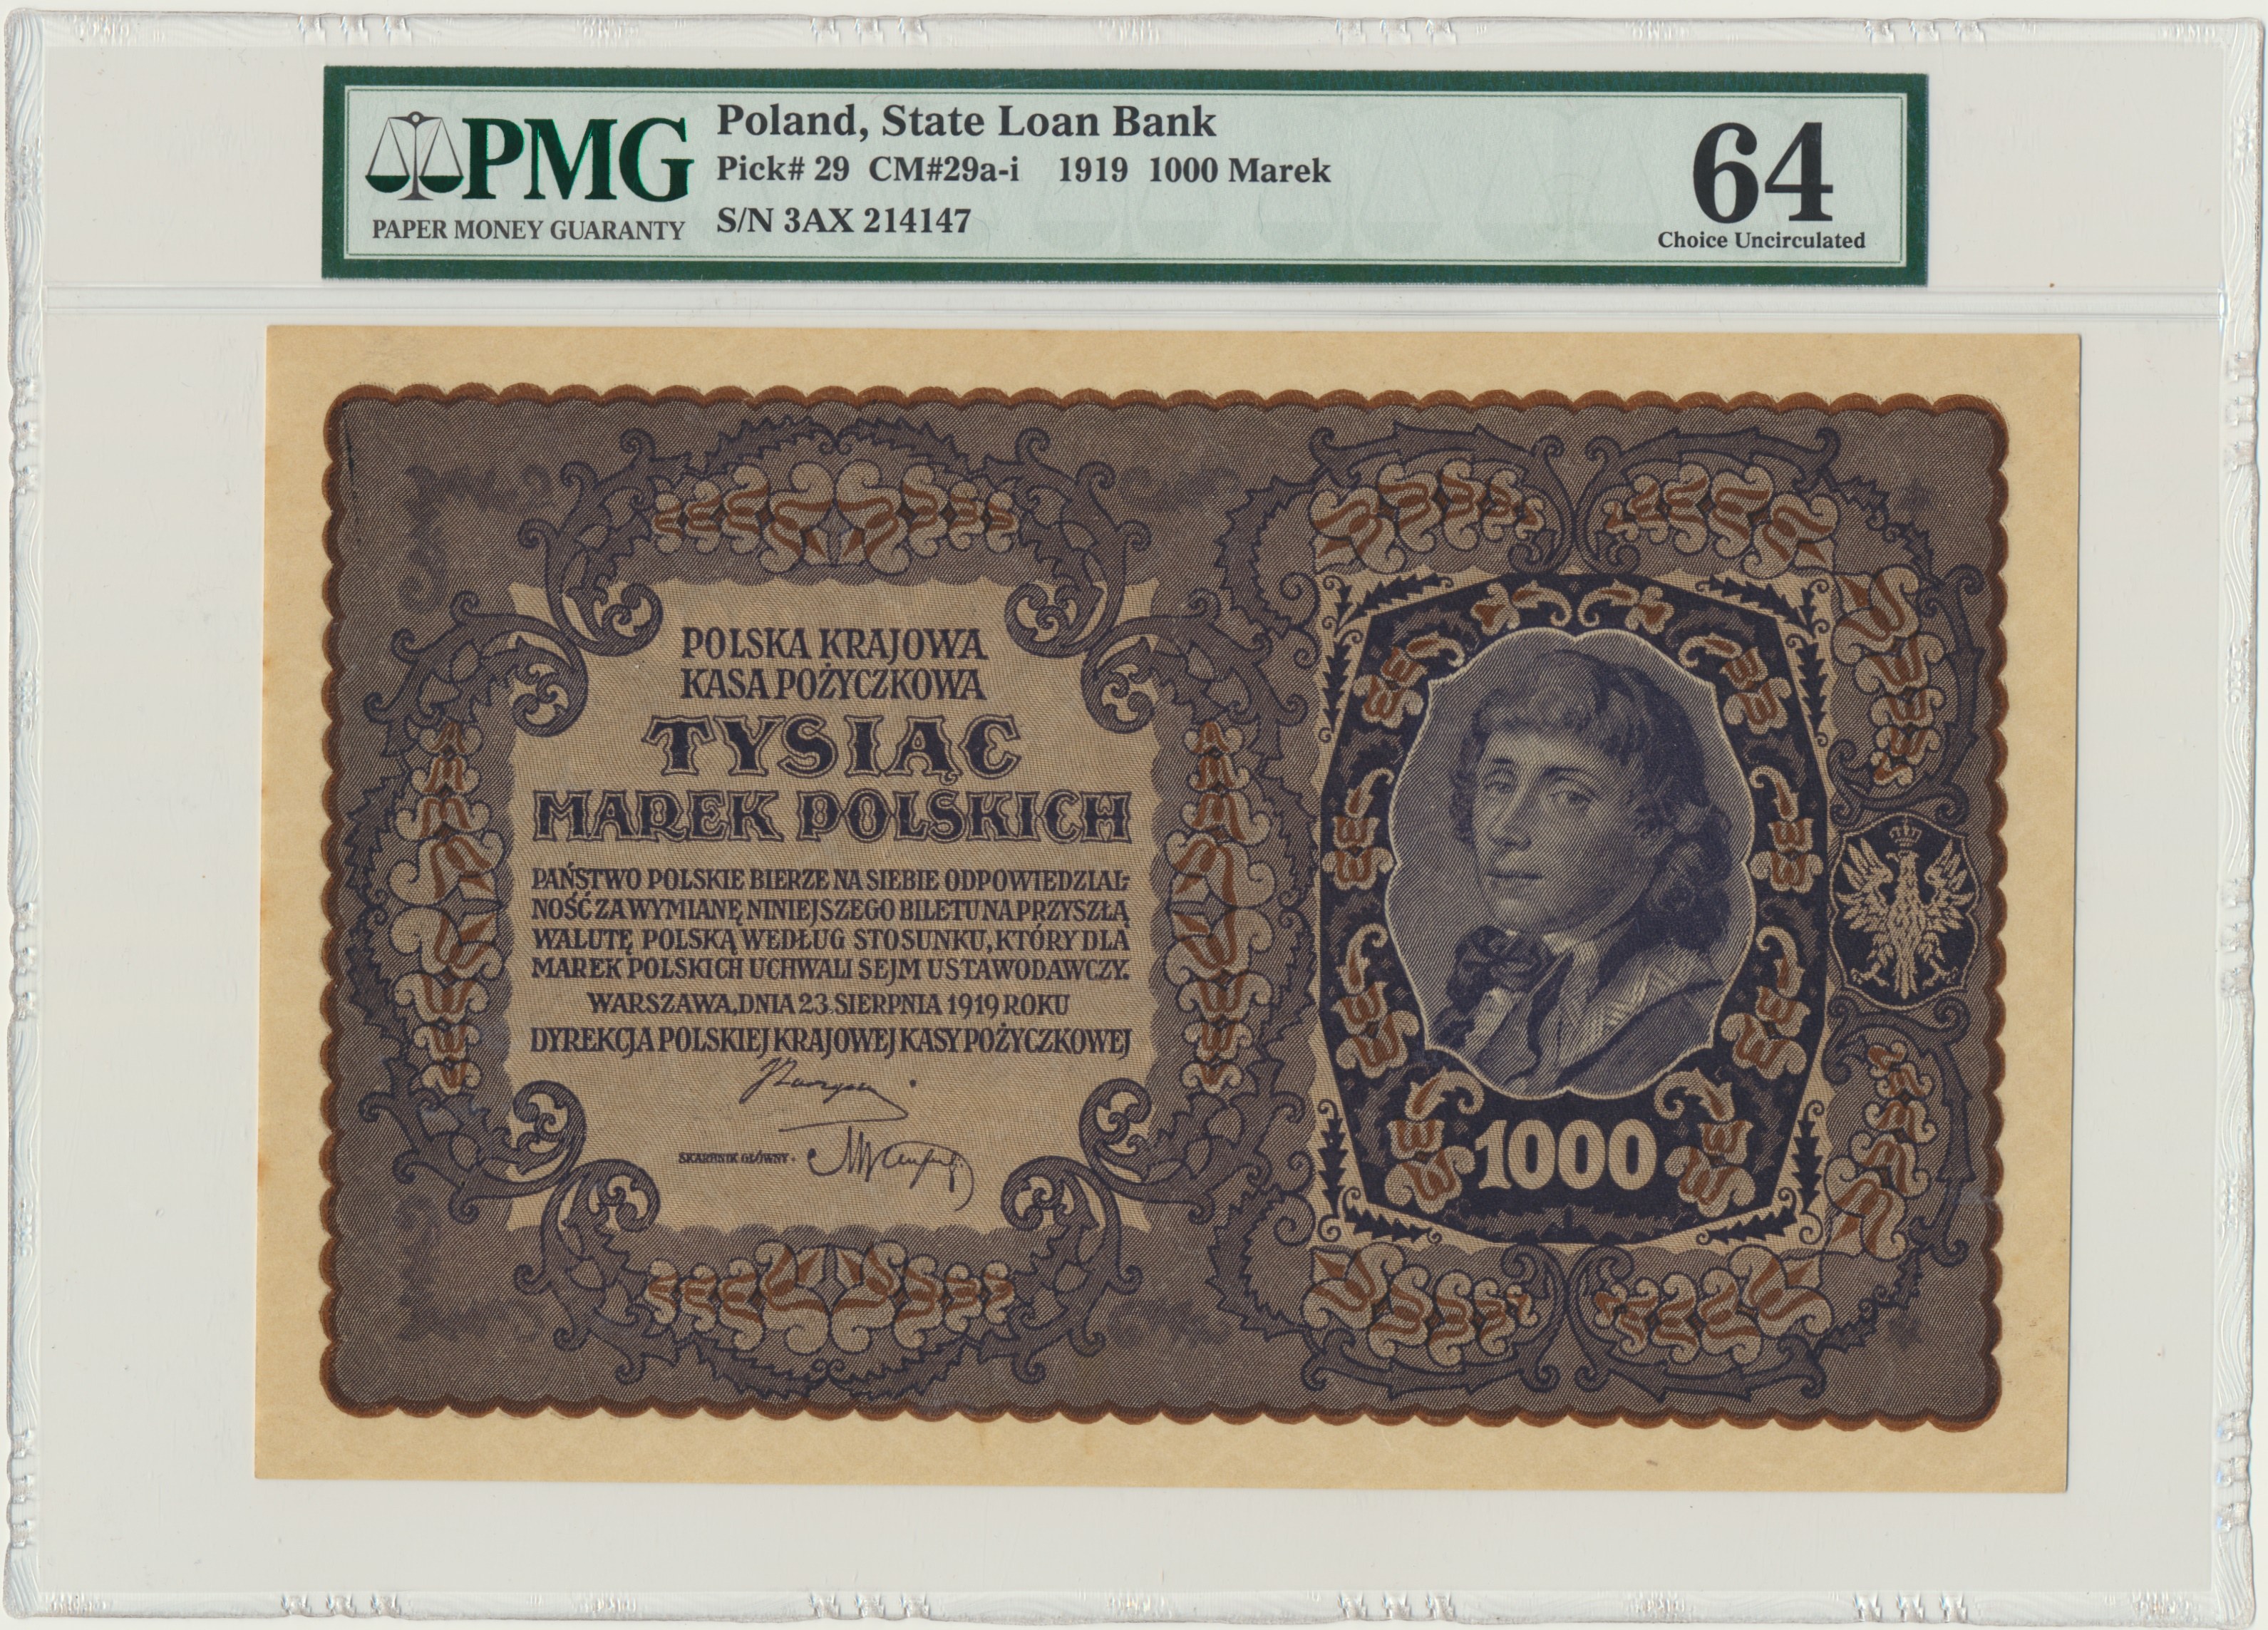 PMG
PAPER MONEY GUARANTY
Poland, State Loan Bank
Pick# 29 CM#29a-i 1919 1000 Marek
S/N 3AX 214147
64
Choice Uncirculated
POLSKA KRAJOWA
KASA POŻYCZKOWA
TYSIĄC
MAREK POLSKICH
PAŃSTWO POLSKIE BIERZE NA SIEBIE ODPOWIEDZIAL-
NOŚĆ ZA WYMIANĘ NINIEJSZEGO BILETU NA PRZYSZŁĄ
WALUTĘ POLSKĄ WEDŁUG STOSUNKU, KTÓRY DLA
MAREK POLSKICH UCHWALI SEJM USTAWODAWCZY.
WARSZAWA, DNIA 23 SIERPNIA 1919 ROKU
DYREKCJA POLSKIEJ KRAJOWEJ KASY POŻYCZKOWEJ
SKARBNIK GŁÓWNY
1000